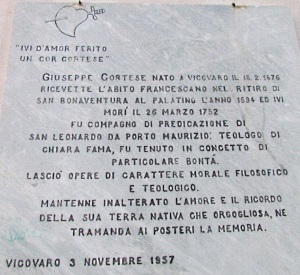 "IVI D'AMOR FERITO
UN COR CORTESE"
GIUSEPPE CORTESE NATO A VICOVARO IL 18.2.1676
RICEVETTE L'ABITO FRANCESCANO NEL RITIRO DI
SAN BONAVENTURA AL PALATINO L'ANNO 1694 ED IVI
MORÍ IL 26 MARZO 1752
FU COMPAGNO DI PREDICAZIONE DI
SAN LEONARDO DA PORTO MAURIZIO: TEOLOGO DI
CHIARA FAMA, FU TENUTO IN CONCETTO DI
PARTICOLARE BONTÁ.
LASCIÒ OPERE DI CARATTERE MORALE FILOSOFICO
E TEOLOGICO.
MANTENNE INALTERATO L'AMORE E IL RICORDO
DELLA SUA TERRA NATIVA CHE ORGOGLIOSA, NE
TRAMANDA AI POSTERI LA MEMORIA.
VICOVARO 3 NOVEMBRE 1957